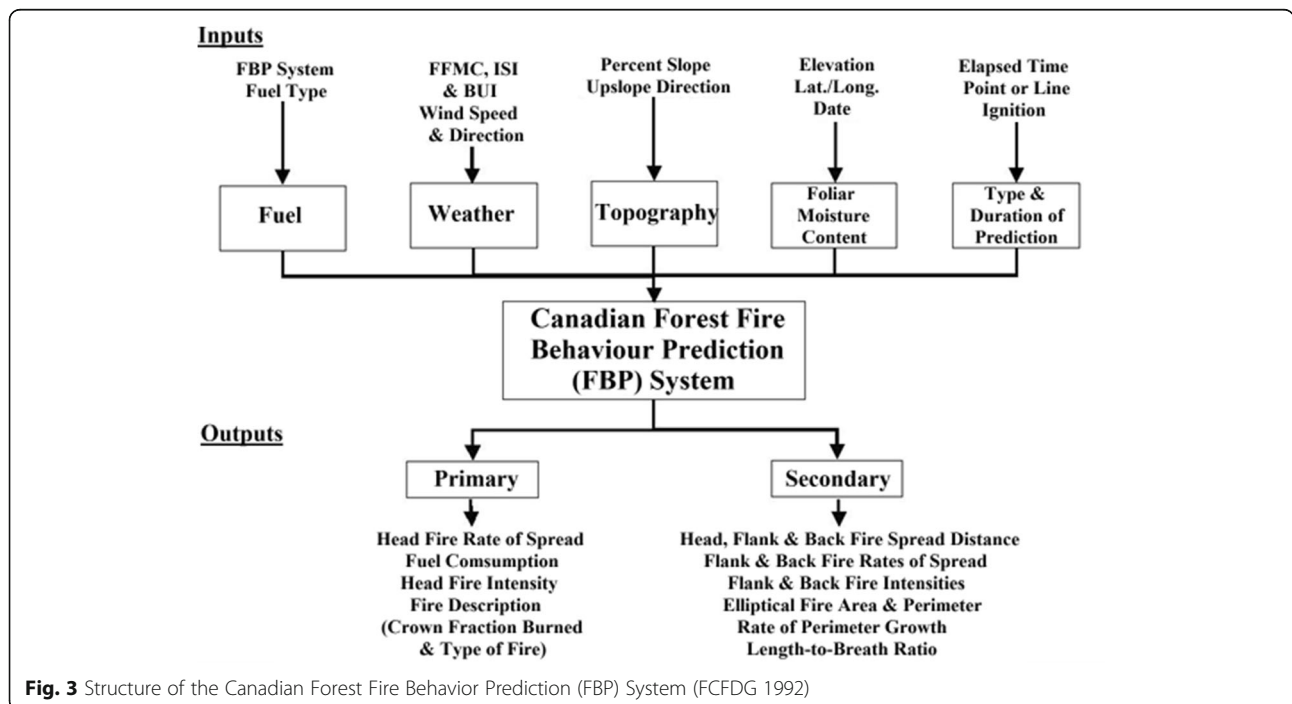 Inputs
FBP System
Fuel Type
FFMC, ISI
& BUI
Wind Speed
& Direction
Percent Slope
Upslope Direction
Elevation
Lat./Long.
Date
Elapsed Time
Point or Line
Ignition
Fuel
Weather
Topography
Foliar
Moisture
Content
Type &
Duration of
Prediction
Canadian Forest Fire
Behaviour Prediction
(FBP) System
Outputs
Primary
Secondary
Head Fire Rate of Spread
Fuel Comsumption
Head Fire Intensity
Fire Description
(Crown Fraction Burned
& Type of Fire)
Head, Flank & Back Fire Spread Distance
Flank & Back Fire Rates of Spread
Flank & Back Fire Intensities
Elliptical Fire Area & Perimeter
Rate of Perimeter Growth
Length-to-Breath Ratio
Fig. 3 Structure of the Canadian Forest Fire Behavior Prediction (FBP) System (FCFDG 1992)